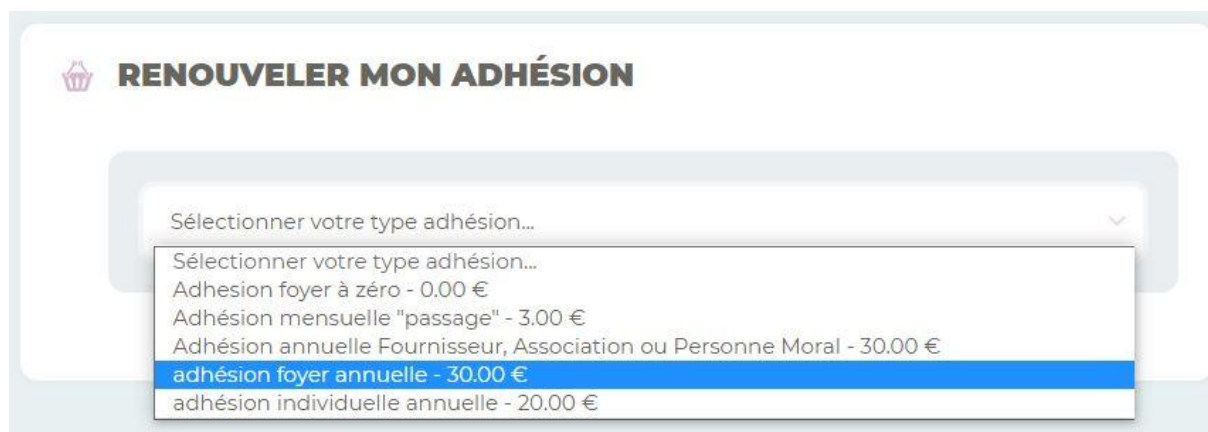 RENOUVELER MON ADHÉSION
Sélectionner votre type adhésion...
Sélectionner votre type adhésion...
Adhesion foyer à zéro - 0.00 €
Adhésion mensuelle "passage" - 3.00 €
Adhésion annuelle Fournisseur, Association ou Personne Moral - 30.00 €
adhésion foyer annuelle - 30.00 €
adhésion individuelle annuelle - 20.00 €